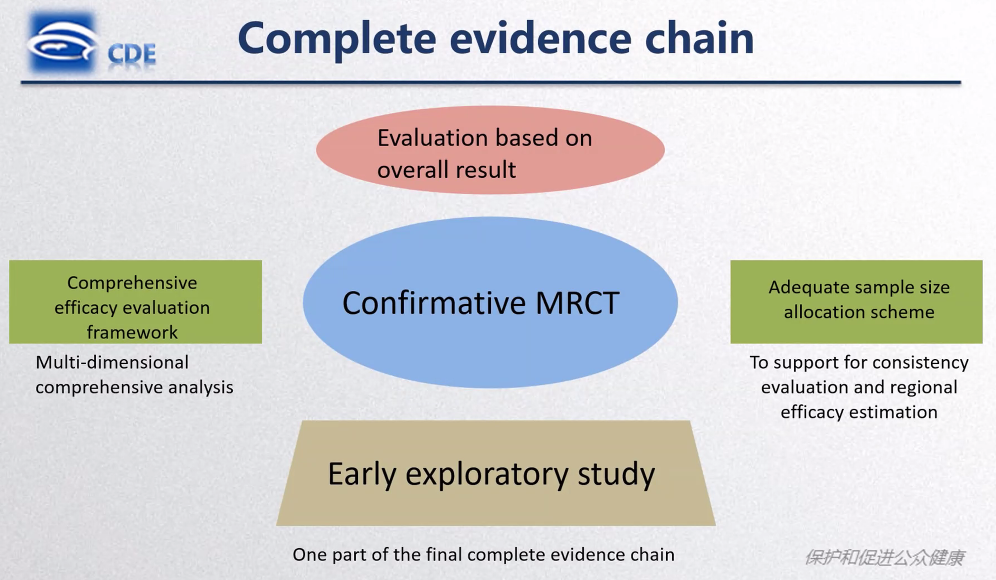 CDE
Complete evidence chain
Evaluation based on
overall result
Comprehensive
efficacy evaluation
framework
Multi-dimensional
comprehensive analysis
Confirmative MRCT
Adequate sample size
allocation scheme
To support for consistency
evaluation and regional
efficacy estimation
Early exploratory study
One part of the final complete evidence chain
保护和促进公众健康